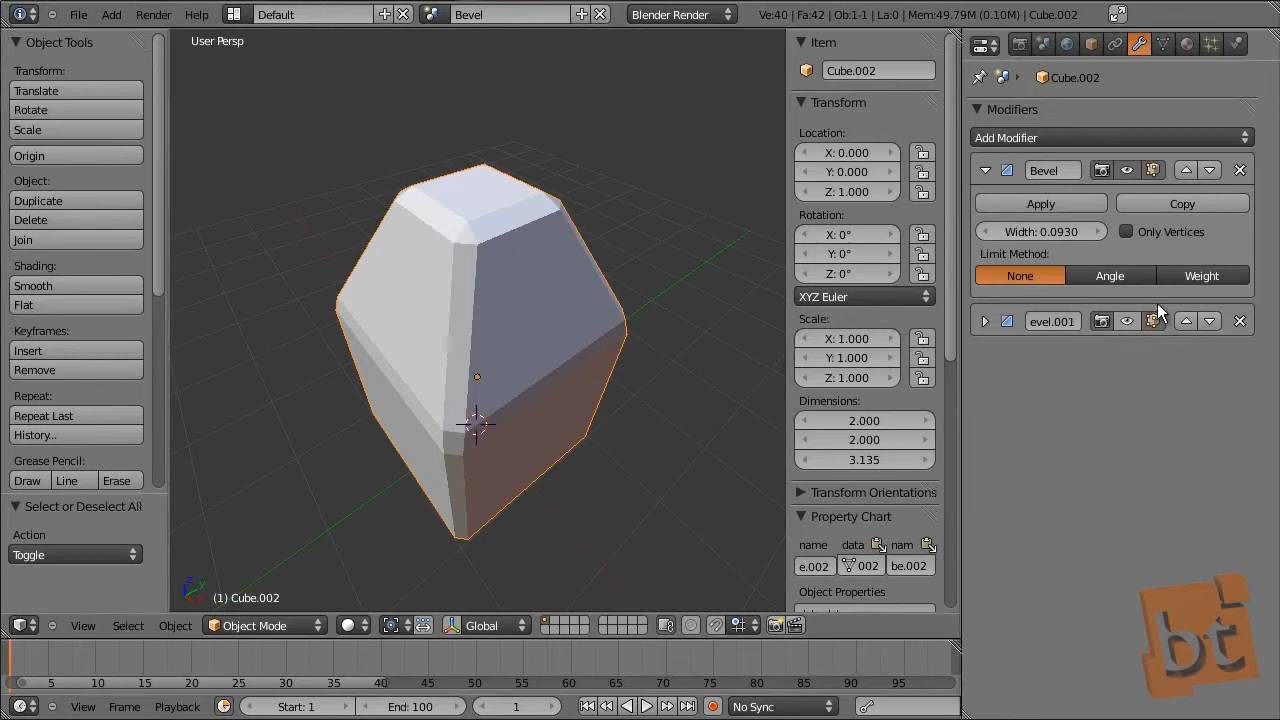 File Add Render Help Default Bevel Blender Render Ve:40 | Fa:42 | Ob:1-1 | La:0 | Mem:49.79M (0.10M) | Cube.002
Object Tools
Transform:
Translate
Rotate
Scale
Origin
Object:
Duplicate
Delete
Join
Shading:
Smooth
Flat
Keyframes:
Insert
Remove
Repeat:
Repeat Last
History...
Grease Pencil:
Draw Line Erase
Select or Deselect All
Action
Toggle
User Persp
(1) Cube.002
Item
Cube.002
Transform
Location:
X: 0.000
Y: 0.000
Z: 1.000
Rotation:
X: 0°
Y: 0°
Z: 0°
XYZ Euler
Scale:
X: 1.000
Y: 1.000
Z: 1.000
Dimensions:
2.000
2.000
3.135
Transform Orientations
Property Chart
name data nam
e.002 002 be.002
Object Properties
Cube.002
Modifiers
Add Modifier
Bevel
Apply Copy
Width: 0.0930 Only Vertices
Limit Method:
None Angle Weight
evel.001
View Select Object Object Mode Global
5 10 15 20 25 30 35 40 45 50 55 60 65 70 75 80 85 90 95
View Frame Playback Start: 1 End: 100 1 No Sync
bt